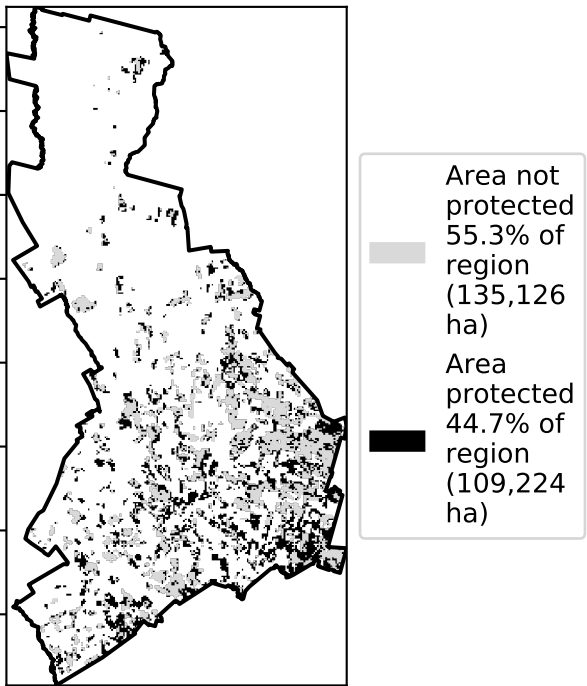 Area not
protected
55.3% of
region
(135,126
ha)
Area
protected
44.7% of
region
(109,224
ha)